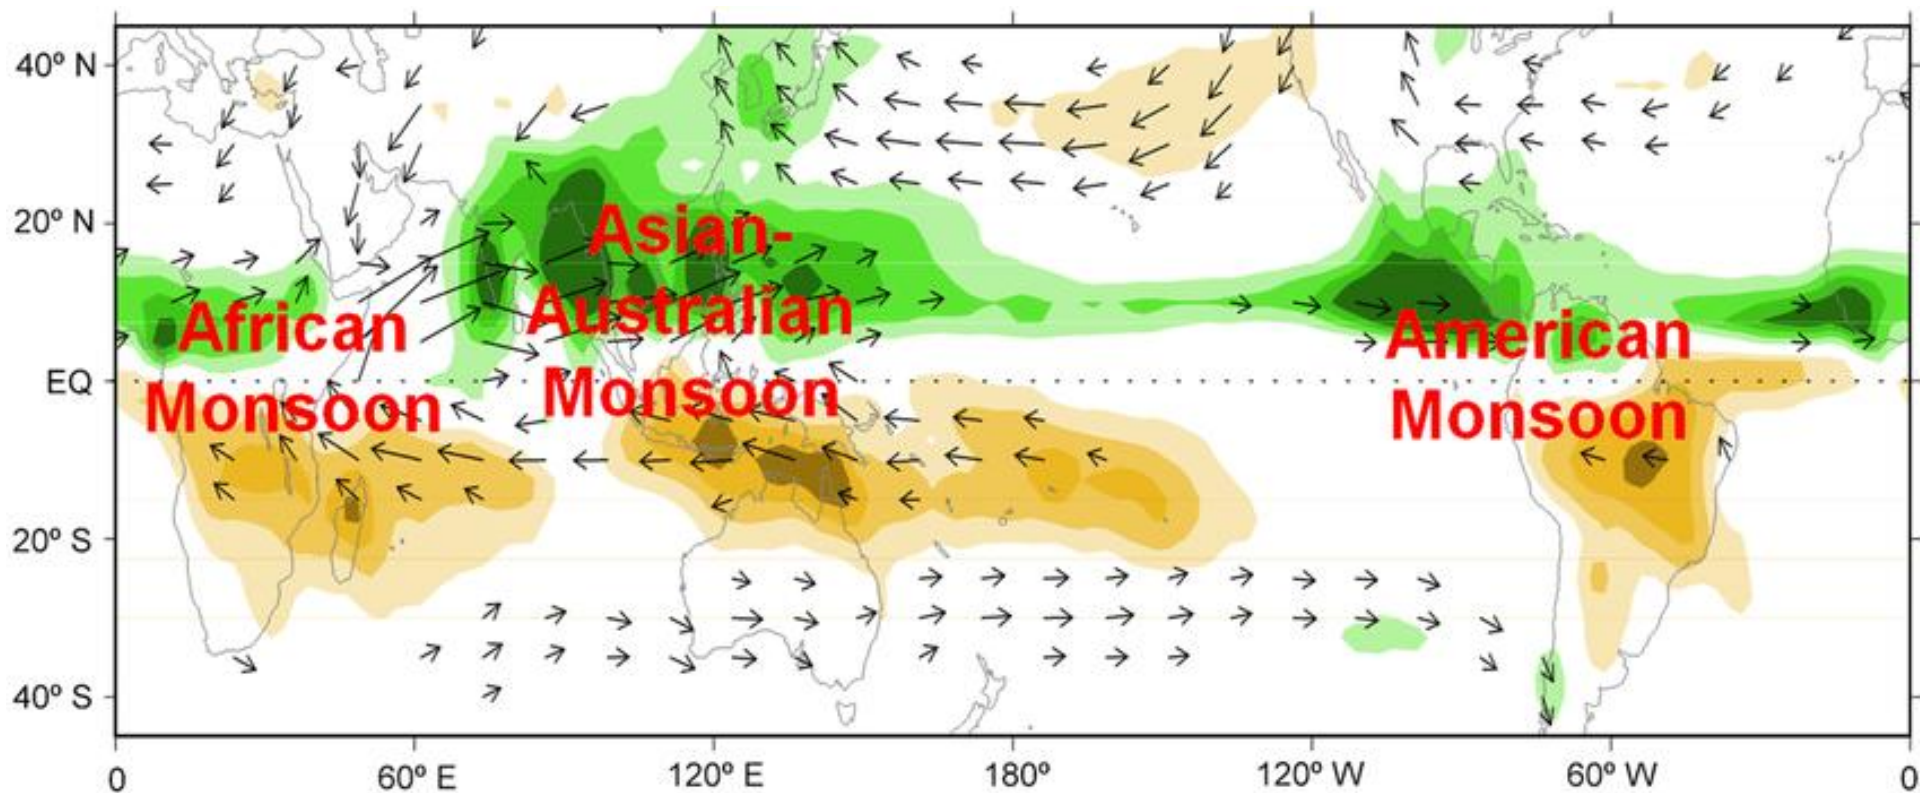 40º N
20º N
EQ
20º S
40º S
African
Monsoon
Asian-
Australian
Monsoon
American
Monsoon
0
60º E
120º E
180º
120º W
60º W
0